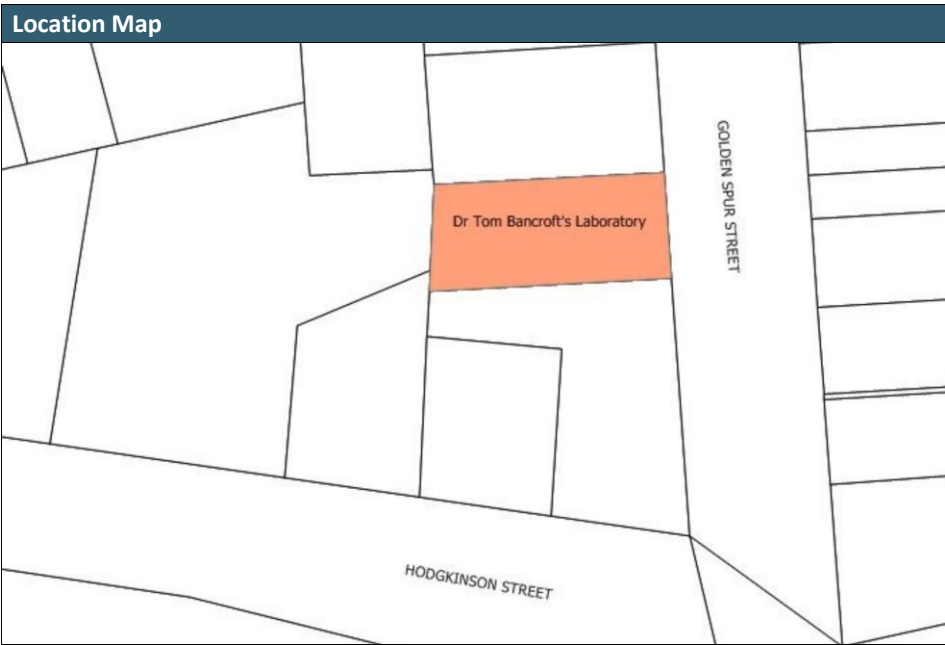 Location Map
GOLDEN SPUR STREET
Dr Tom Bancroft's Laboratory
HODGKINSON STREET